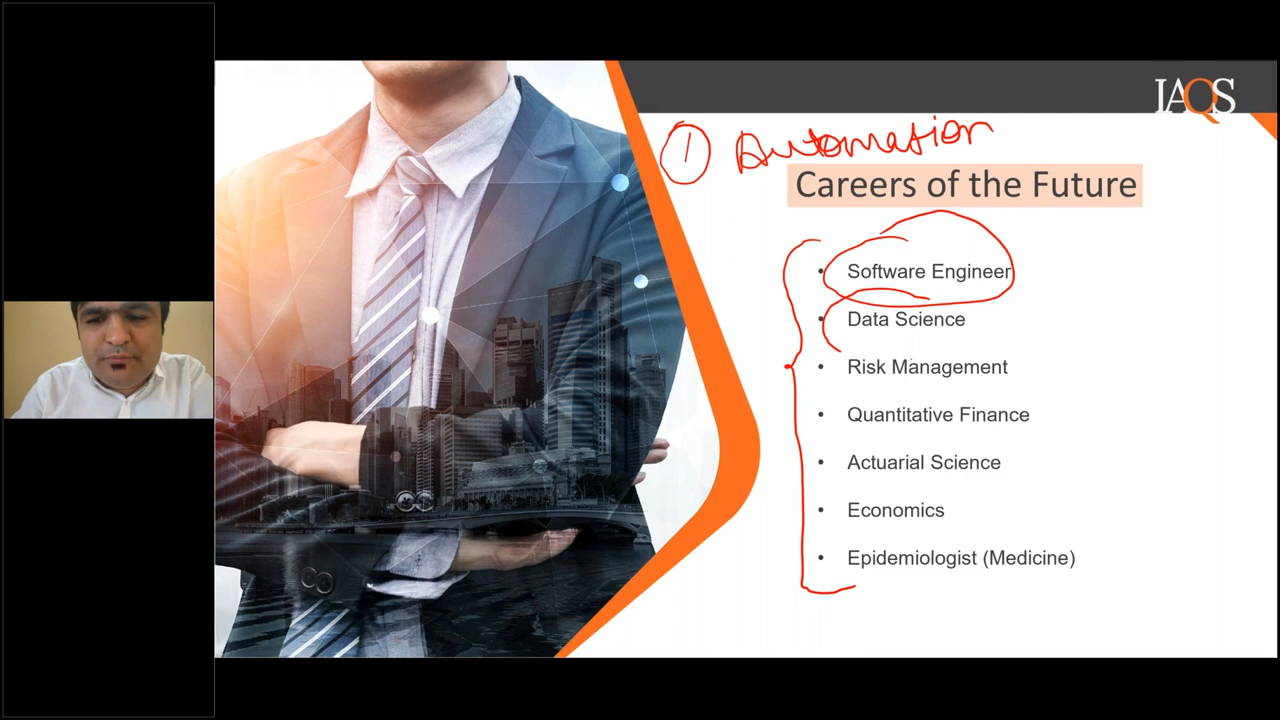 IAQS
1 Automation
Careers of the Future
• Software Engineer
• Data Science
• Risk Management
• Quantitative Finance
• Actuarial Science
• Economics
• Epidemiologist (Medicine)